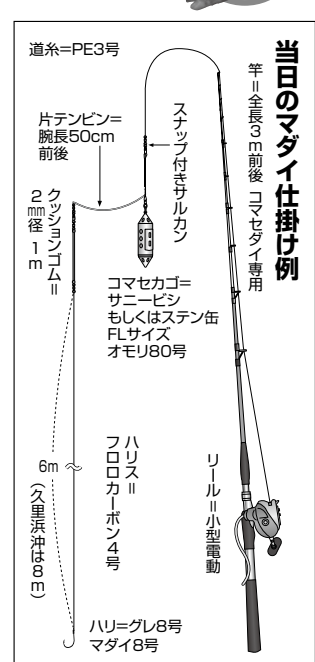 当日のマダイ仕掛け例
竿=全長3m前後 コマセダイ専用
道糸=PE3号
スナップ付きサルカン
片テンビン=
腕長50cm
前後
クッションゴム=
2mm径 1m
コマセカゴ=
サニービシ
もしくはステン缶
FLサイズ
オモリ80号
ハリス=
フロロカーボン4号
6m
(久里浜沖は8m)
リール=小型電動
ハリ=グレ8号
マダイ8号